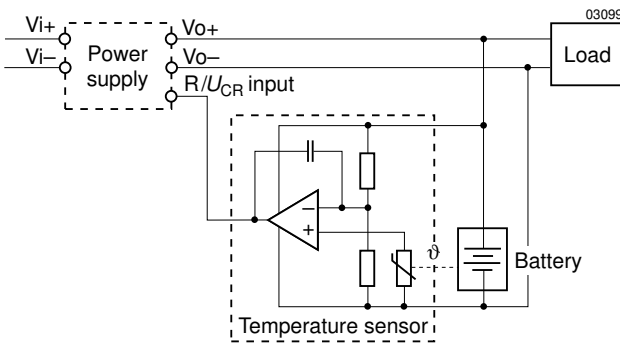 03099
Vi+
Vo+
Power supply
Load
Vi–
Vo–
R/UCR input
–
+
ϑ
Battery
Temperature sensor